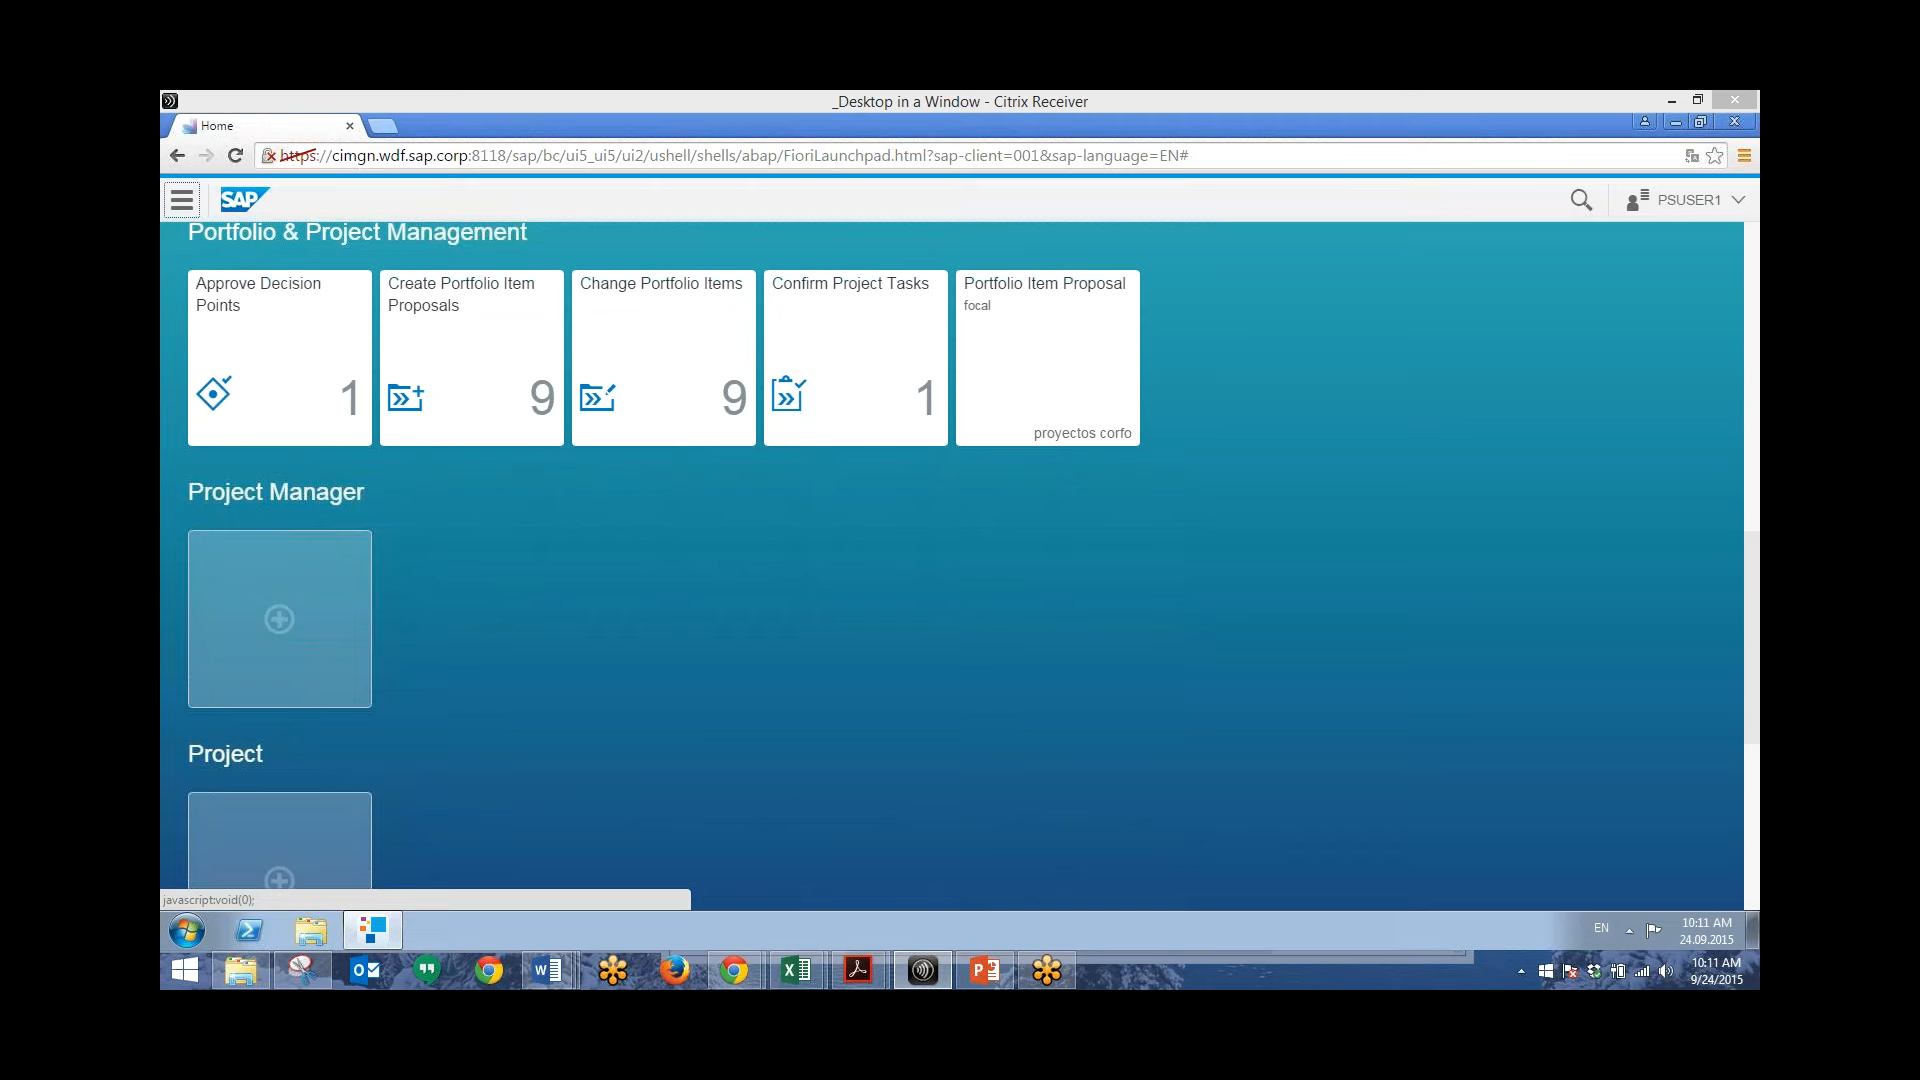 _Desktop in a Window - Citrix Receiver
Home
https://cimgn.wdf.sap.corp:8118/sap/bc/ui5_ui5/ui2/ushell/shells/abap/FioriLaunchpad.html?sap-client=001&sap-language=EN#
SAP
PSUSER1
Portfolio & Project Management
Approve Decision
Points
1
Create Portfolio Item
Proposals
9
Change Portfolio Items
9
Confirm Project Tasks
1
Portfolio Item Proposal
focal
proyectos corfo
Project Manager
Project
javascript:void(0);
EN
10:11 AM
24.09.2015
10:11 AM
9/24/2015